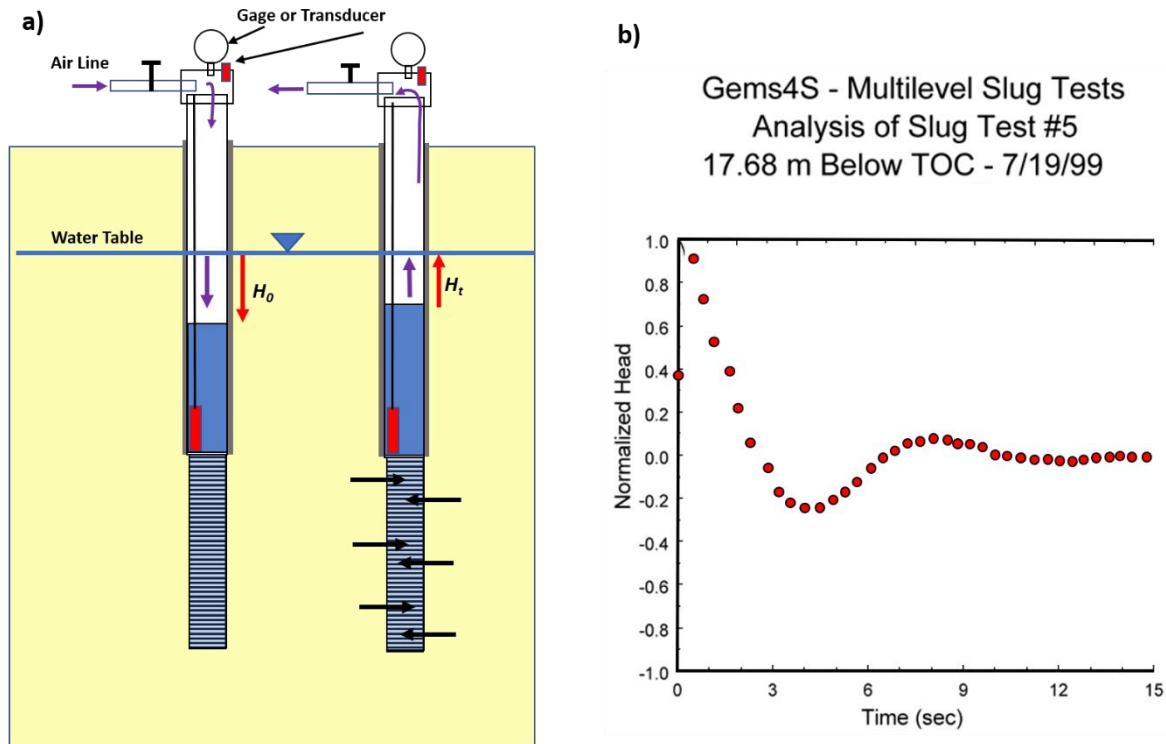 a)
Gage or Transducer
Air Line
Water Table
H0
Ht
b)
Gems4S - Multilevel Slug Tests
Analysis of Slug Test #5
17.68 m Below TOC - 7/19/99
Normalized Head
1.0
0.8
0.6
0.4
0.2
0.0
-0.2
-0.4
-0.6
-0.8
-1.0
0 3 6 9 12 15
Time (sec)